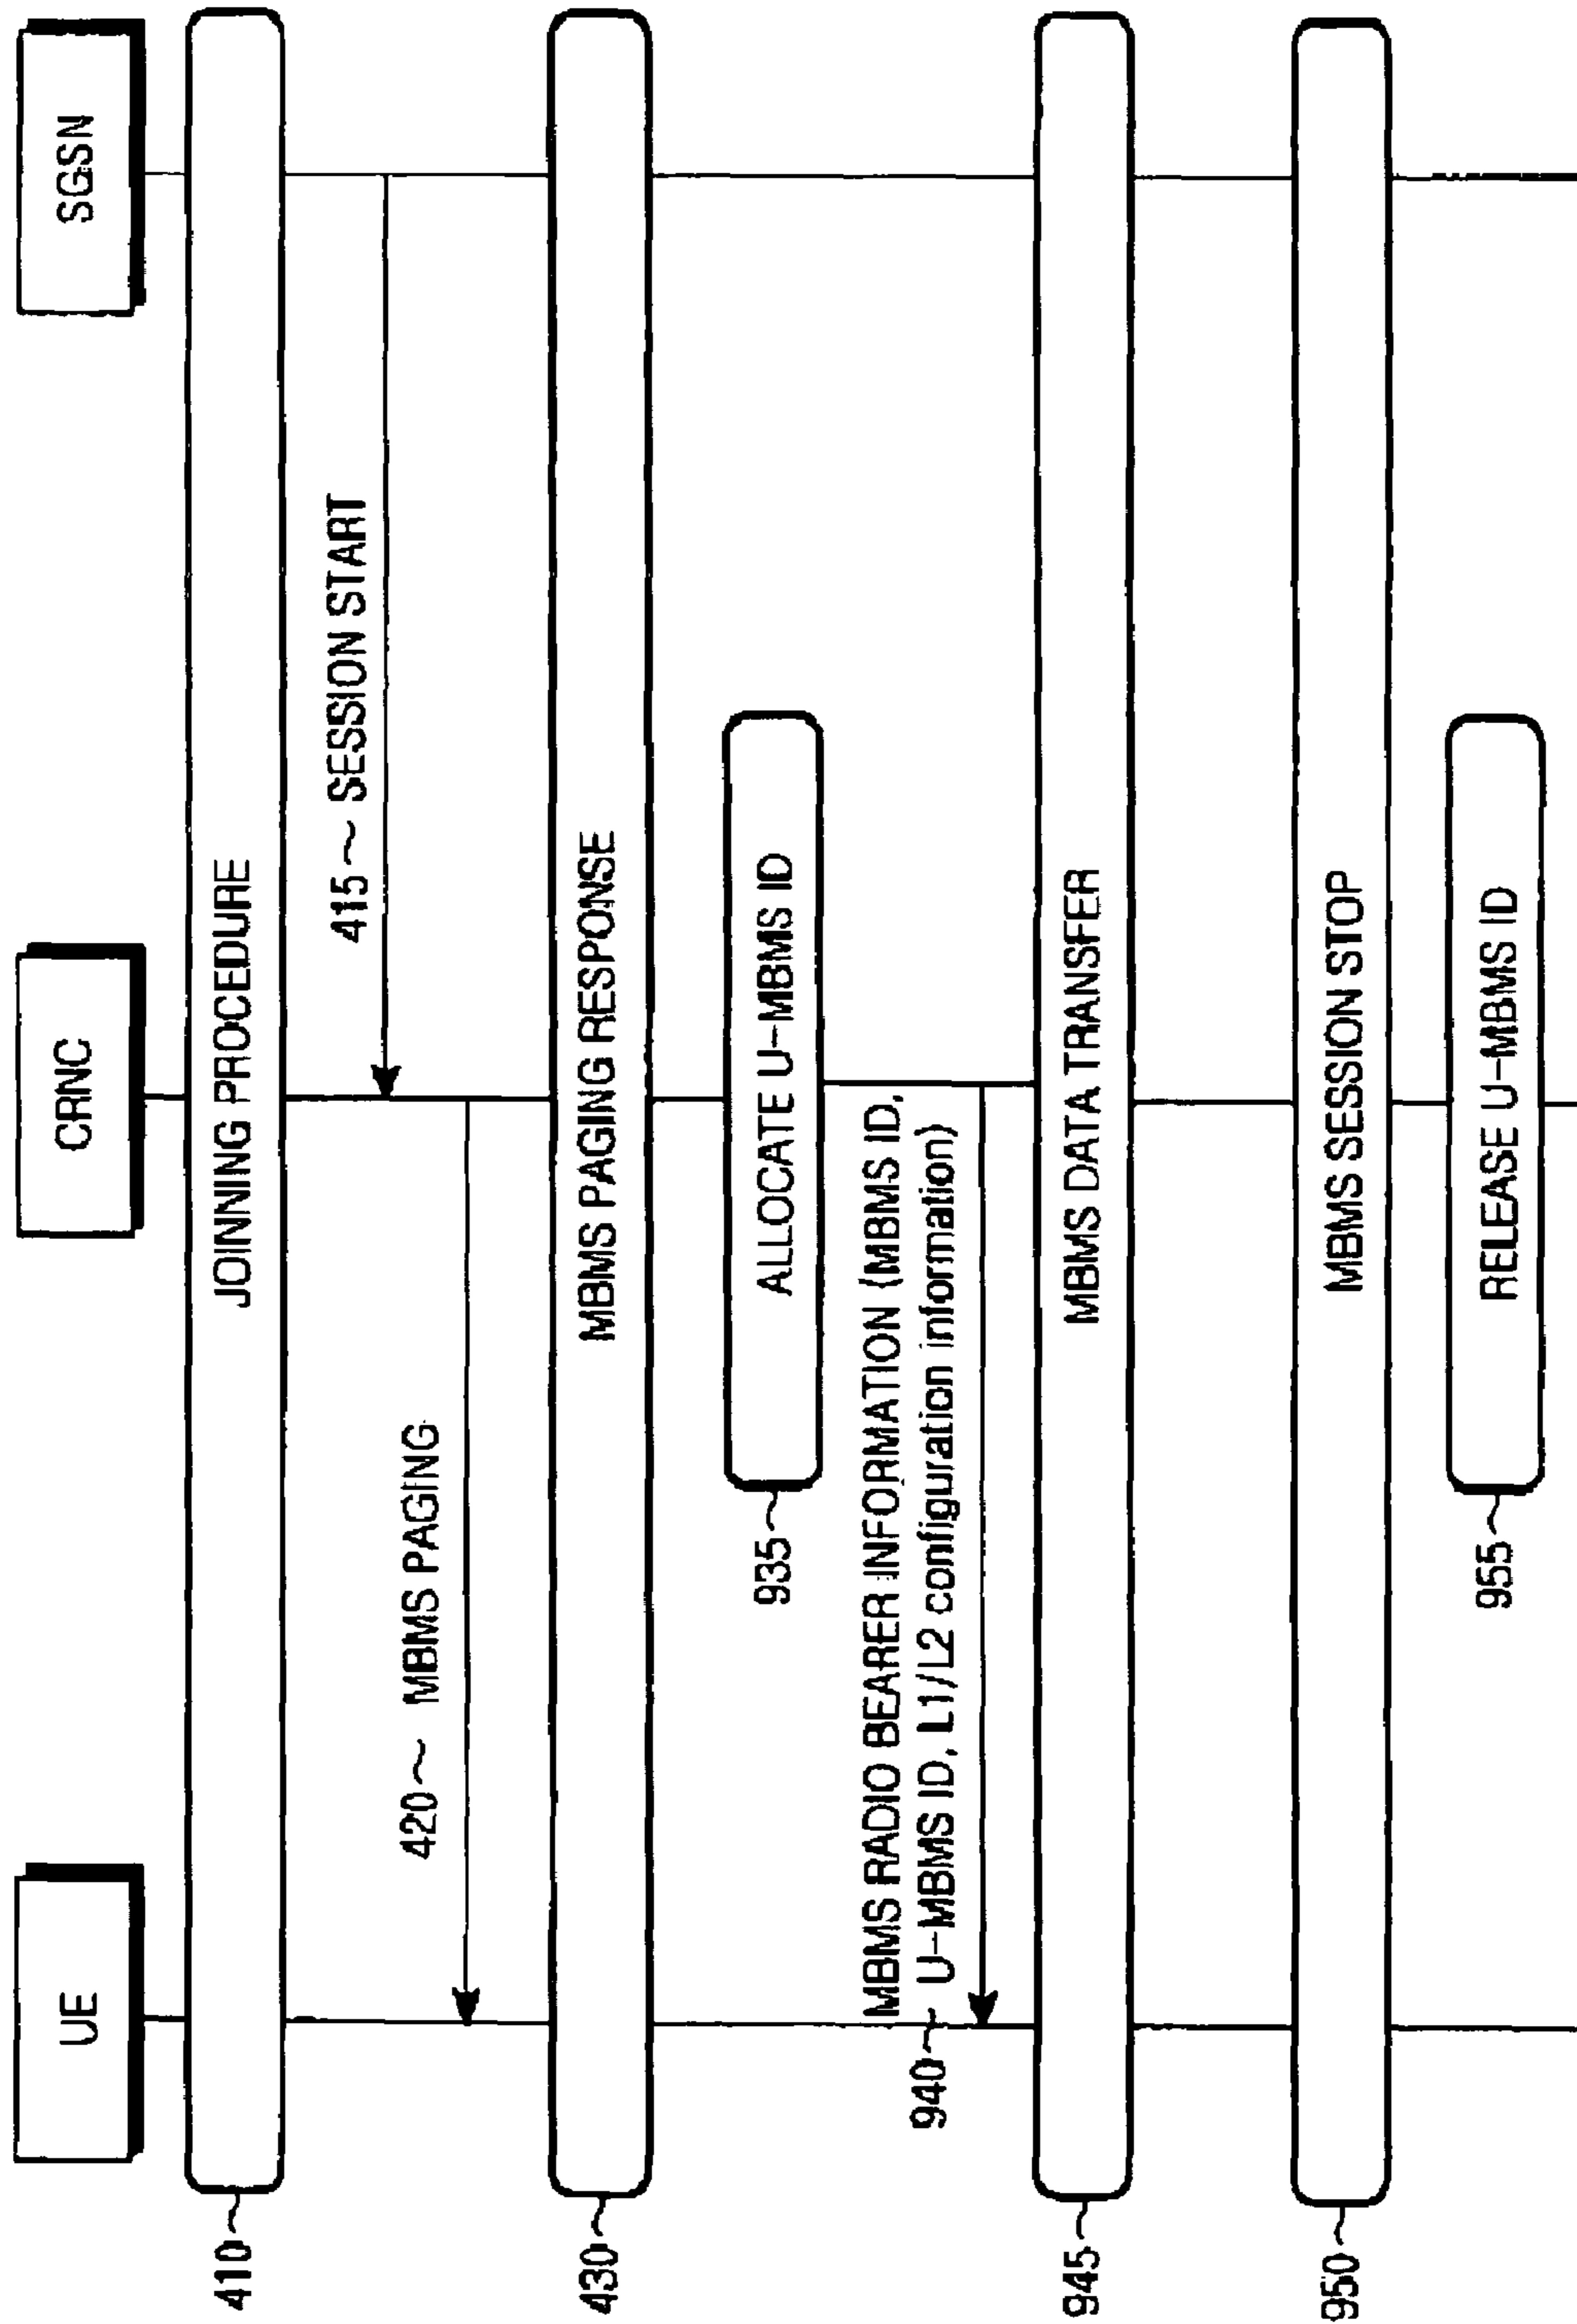 UE
CRNC
SGSN
410~ JOINNING PROCEDURE
415~ SESSION START
420~ MBMS PAGING
430~ MBMS PAGING RESPONSE
935~ ALLOCATE U-MBMS ID
MBMS RADIO BEARER INFORMATION (MBMS ID,
940~ U-MBMS ID, L1/L2 configuration information)
945~ MBMS DATA TRANSFER
950~ MBMS SESSION STOP
955~ RELEASE U-MBMS ID